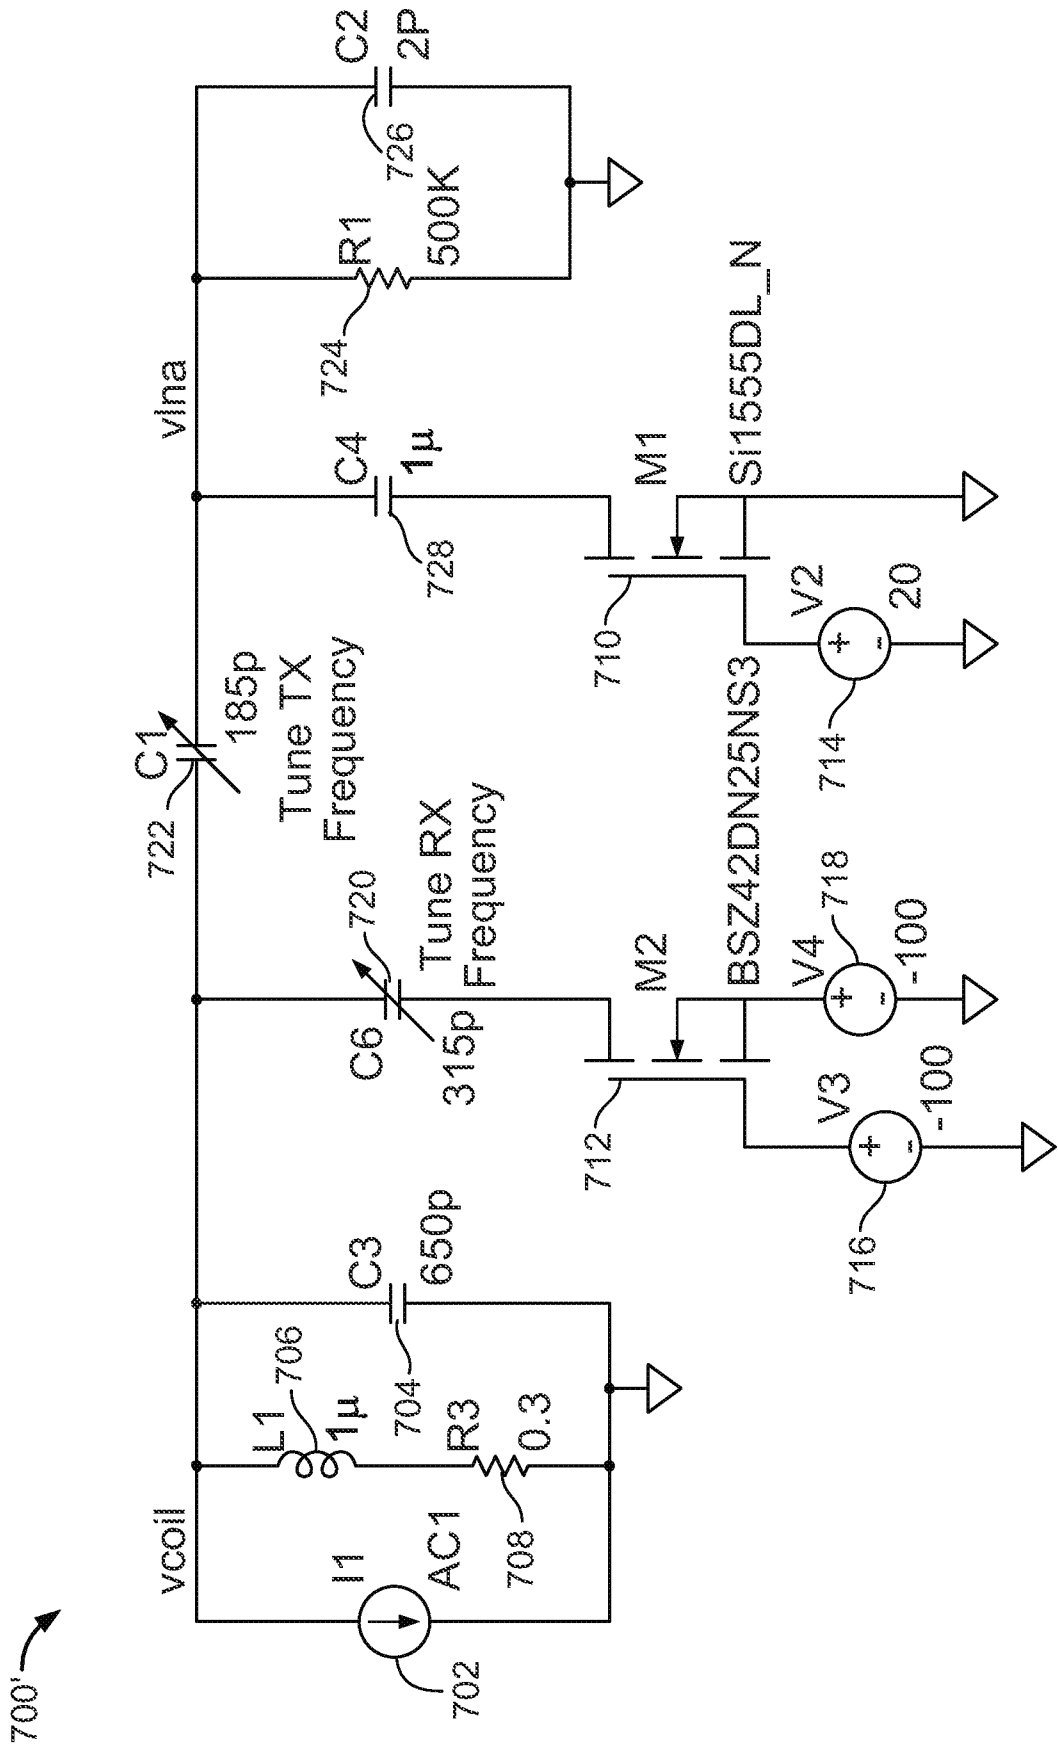 700'
vcoil
702
I1
AC1
L1
706
1µ
R3
0.3
708
C3
650p
704
C6
315p
720
Tune RX
Frequency
C1
722
185p
Tune TX
Frequency
vlna
C4
1µ
728
R1
500K
724
C2
2P
726
M2
BSZ42DN25NS3
712
V3
-100
716
V4
-100
718
M1
Si1555DL_N
710
V2
20
714
+
-
+
-
+
-